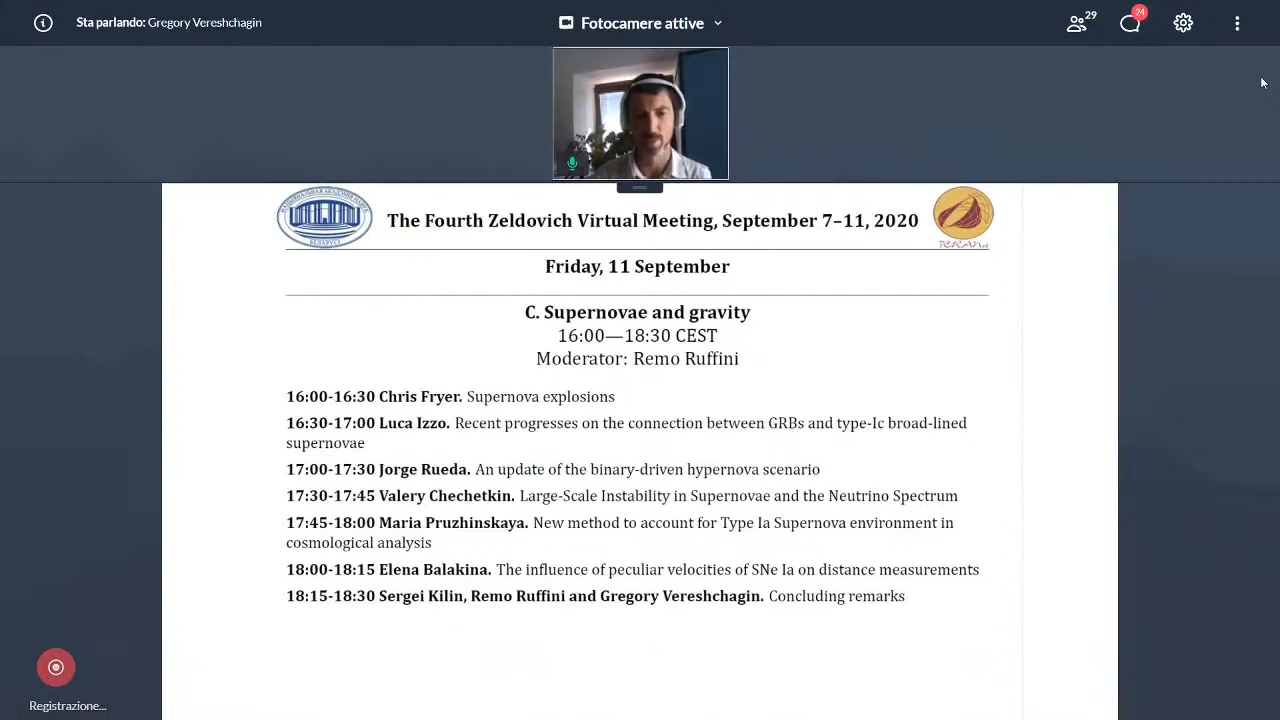 Sta parlando: Gregory Vereshchagin
Fotocamere attive
29
24
НАЦИОНАЛЬНАЯ АКАДЕМИЯ НАУК
БЕЛАРУСИ
The Fourth Zeldovich Virtual Meeting, September 7–11, 2020
ICRANet
Friday, 11 September
C. Supernovae and gravity
16:00—18:30 CEST
Moderator: Remo Ruffini
16:00-16:30 Chris Fryer. Supernova explosions
16:30-17:00 Luca Izzo. Recent progresses on the connection between GRBs and type-Ic broad-lined
supernovae
17:00-17:30 Jorge Rueda. An update of the binary-driven hypernova scenario
17:30-17:45 Valery Chechetkin. Large-Scale Instability in Supernovae and the Neutrino Spectrum
17:45-18:00 Maria Pruzhinskaya. New method to account for Type Ia Supernova environment in
cosmological analysis
18:00-18:15 Elena Balakina. The influence of peculiar velocities of SNe Ia on distance measurements
18:15-18:30 Sergei Kilin, Remo Ruffini and Gregory Vereshchagin. Concluding remarks
Registrazione...